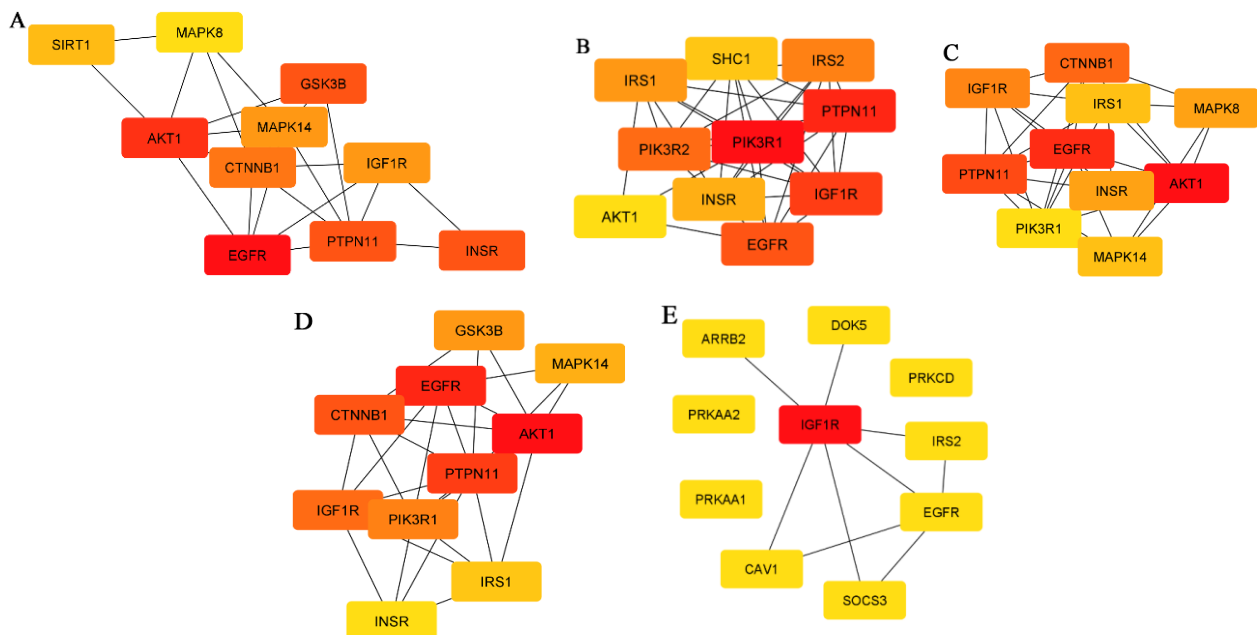 A
SIRT1
MAPK8
GSK3B
AKT1
MAPK14
CTNNB1
IGF1R
EGFR
PTPN11
INSR
B
SHC1
IRS2
IRS1
PTPN11
PIK3R1
PIK3R2
INSR
IGF1R
AKT1
EGFR
C
CTNNB1
IGF1R
IRS1
MAPK8
EGFR
PTPN11
INSR
AKT1
PIK3R1
MAPK14
D
GSK3B
MAPK14
EGFR
CTNNB1
AKT1
PTPN11
IGF1R
PIK3R1
IRS1
INSR
E
DOK5
ARRB2
PRKCD
PRKAA2
IGF1R
IRS2
PRKAA1
EGFR
CAV1
SOCS3